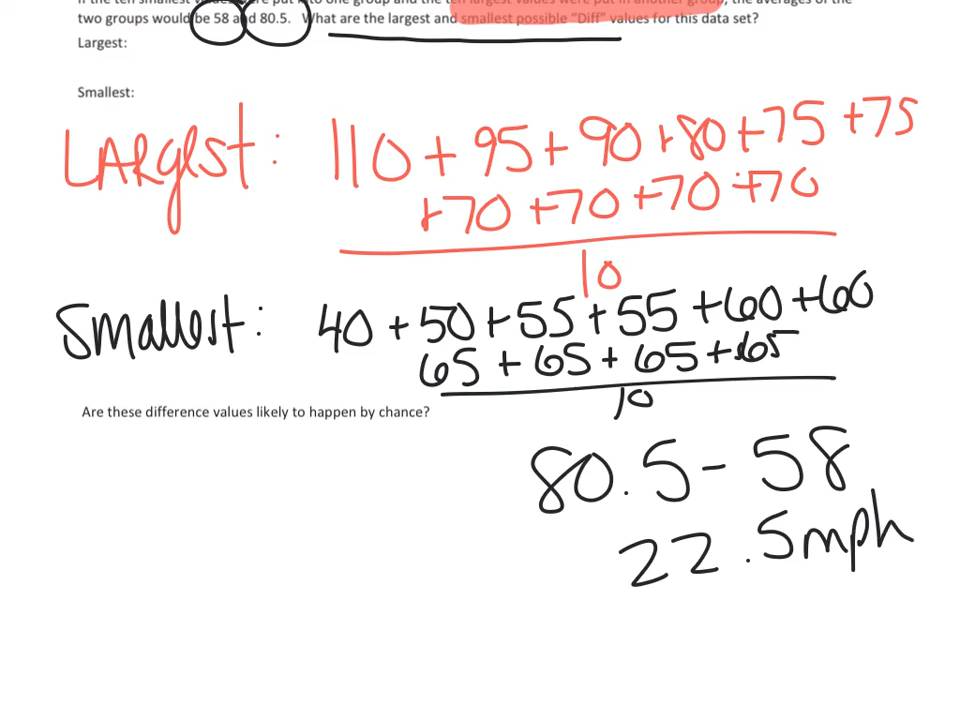 two groups would be 58 and 80.5. What are the largest and smallest possible "Diff" values for this data set?
Largest:
Smallest:
LARgest: 110 + 95 + 90 + 80 + 75 + 75
+70 + 70 + 70 + 70
10
Smallest: 40 + 50 + 55 + 55 + 60 + 60
65 + 65 + 65 + 65
10
Are these difference values likely to happen by chance?
80.5 - 58
22.5mph